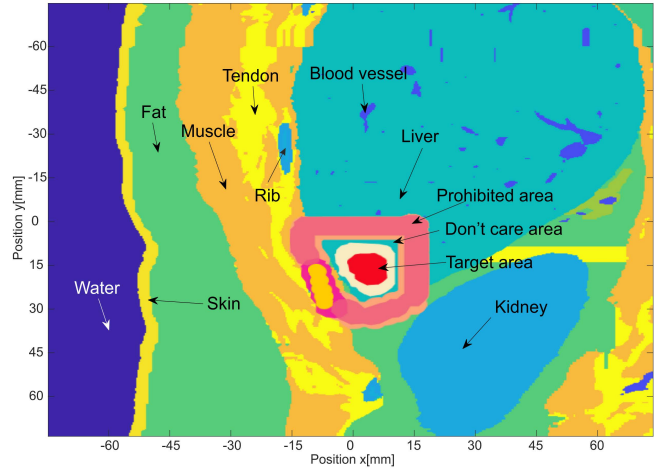 -75
-60
-45
-30
-15
0
15
30
45
60
Position y[mm]
Tendon
Blood vessel
Fat
Muscle
Liver
Rib
Prohibited area
Don't care area
Target area
Water
Skin
Kidney
-60 -45 -30 -15 0 15 30 45 60
Position x[mm]